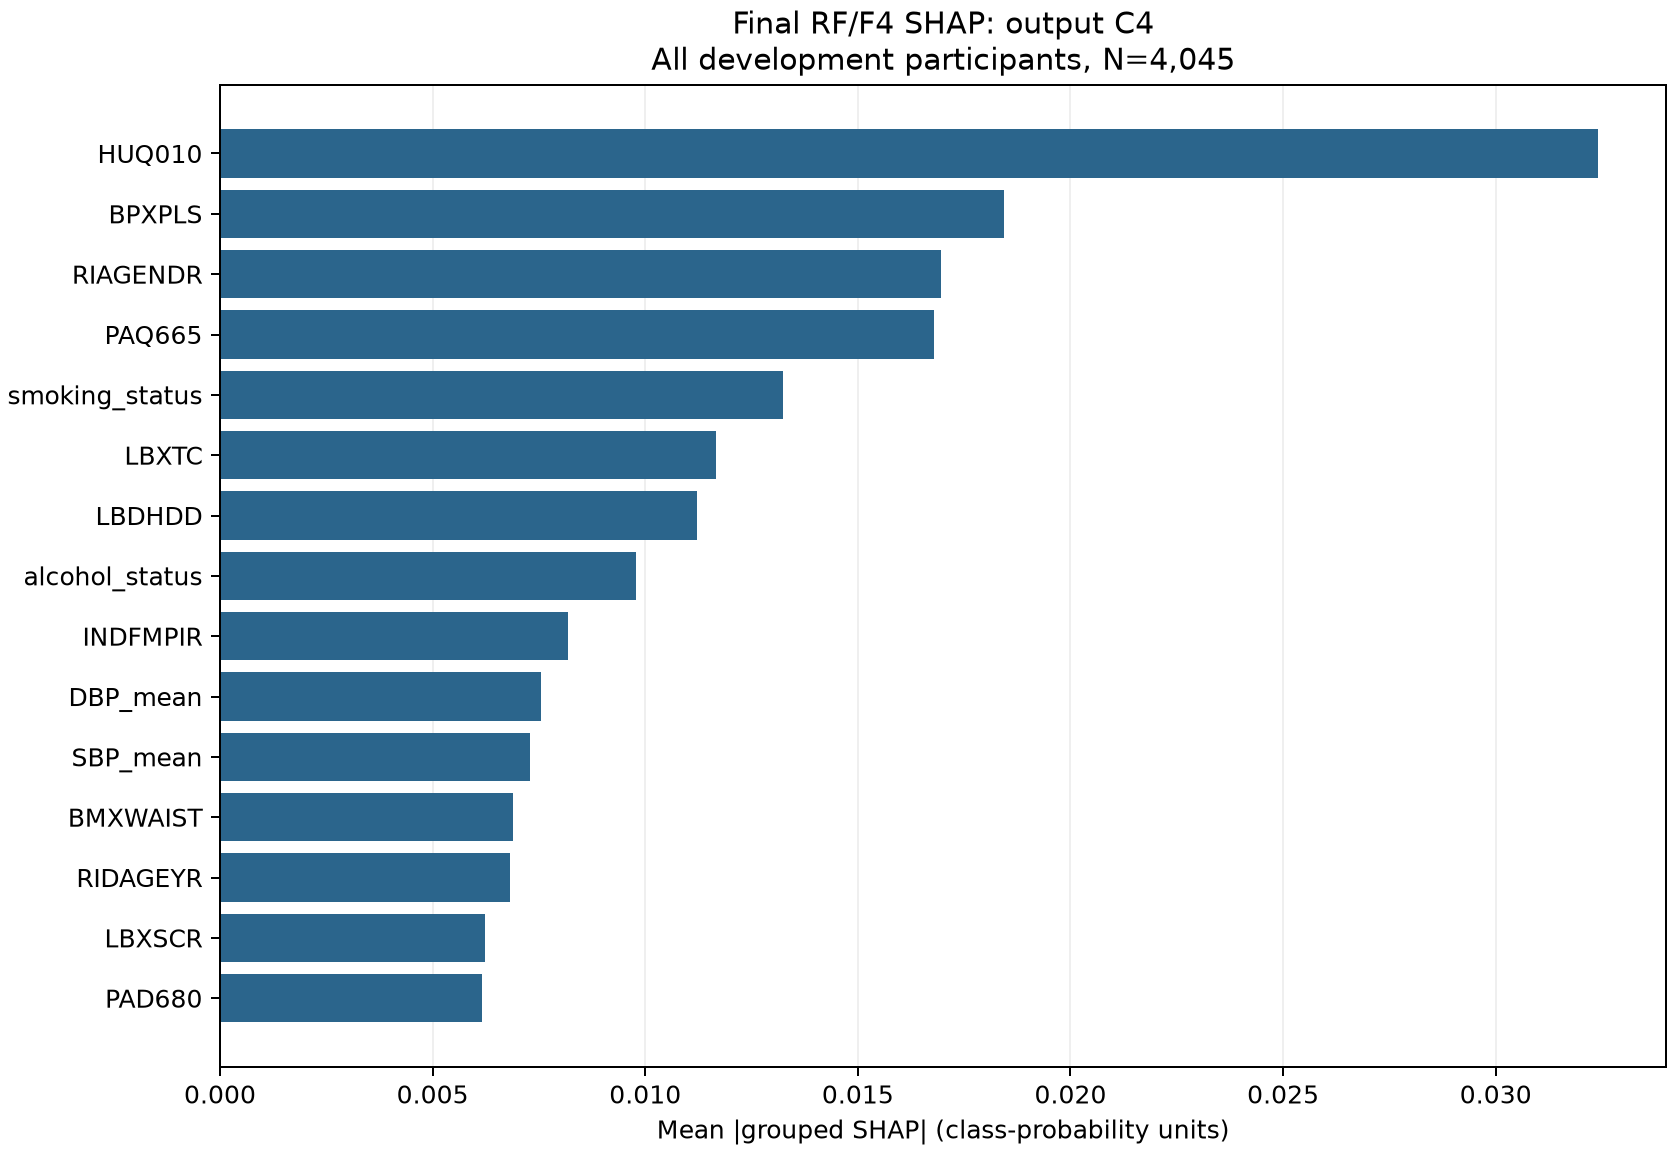 Final RF/F4 SHAP: output C4
All development participants, N=4,045
HUQ010
BPXPLS
RIAGENDR
PAQ665
smoking_status
LBXTC
LBDHDD
alcohol_status
INDFMPIR
DBP_mean
SBP_mean
BMXWAIST
RIDAGEYR
LBXSCR
PAD680
0.000 0.005 0.010 0.015 0.020 0.025 0.030
Mean |grouped SHAP| (class-probability units)